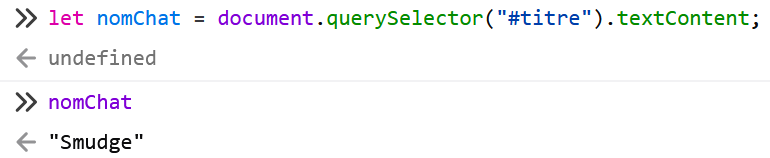 >> let nomChat = document.querySelector("#titre").textContent;
← undefined
>> nomChat
← "Smudge"